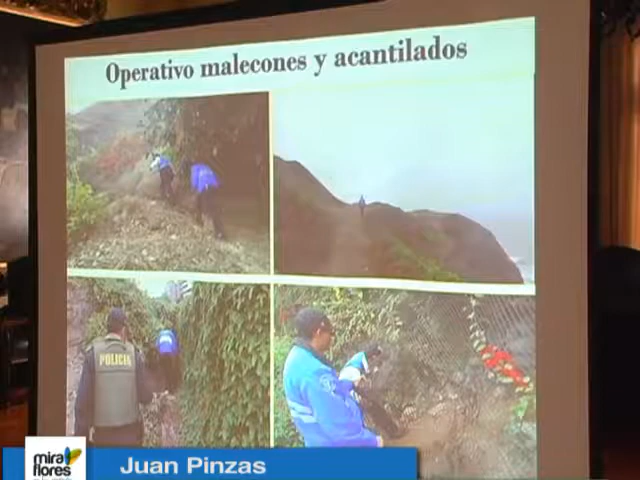 Operativo malecones y acantilados
POLICIA
mira
flores
Juan Pinzas